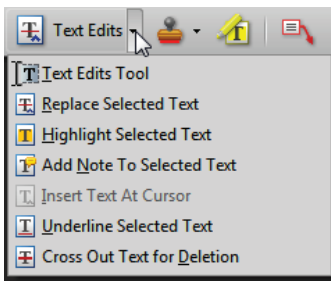 Text Edits
Text Edits Tool
Replace Selected Text
Highlight Selected Text
Add Note To Selected Text
Insert Text At Cursor
Underline Selected Text
Cross Out Text for Deletion